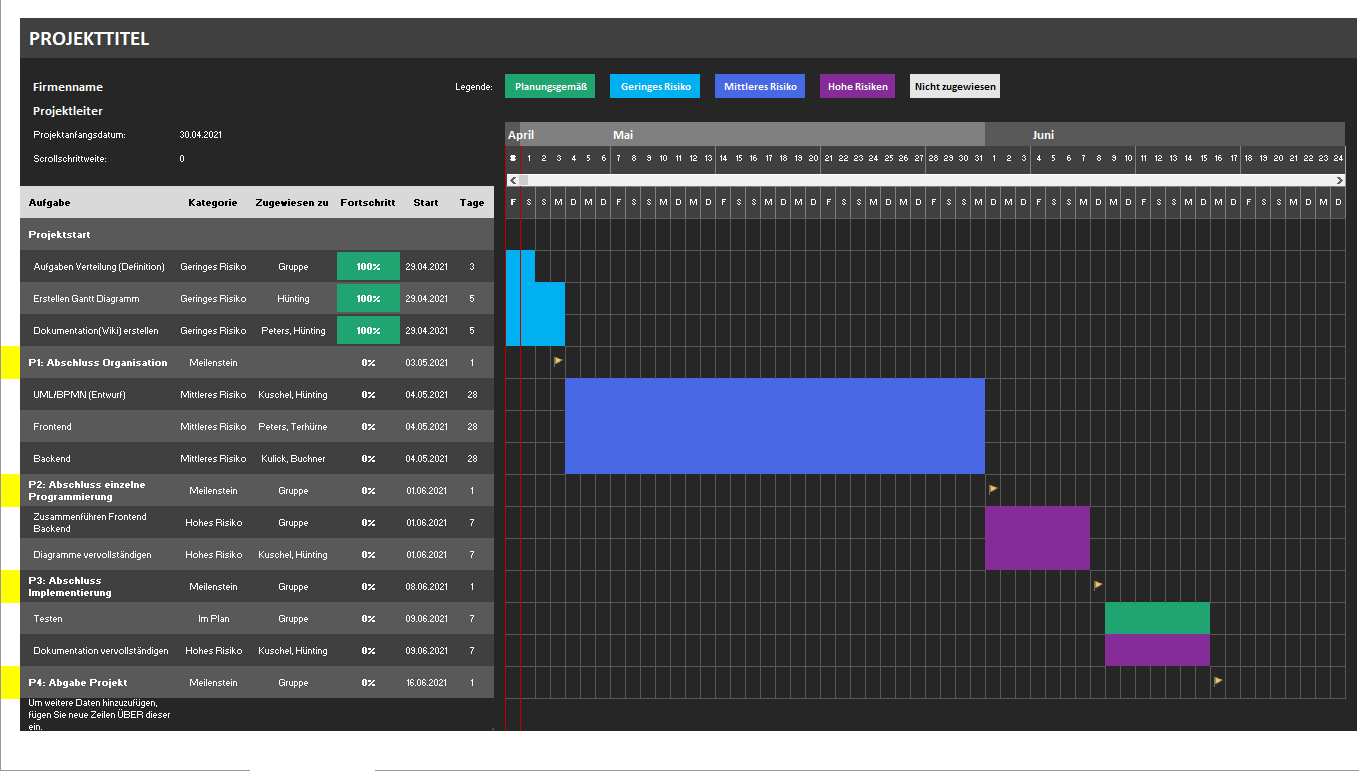 PROJEKTTITEL
Firmenname
Legende: Planungsgemäß Geringes Risiko Mittleres Risiko Hohe Risiken Nicht zugewiesen
Projektleiter
Projektanfangsdatum: 30.04.2021
April Mai Juni
Scrollschrittweite: 0
# 1 2 3 4 5 6 7 8 9 10 11 12 13 14 15 16 17 18 19 20 21 22 23 24 25 26 27 28 29 30 31 1 2 3 4 5 6 7 8 9 10 11 12 13 14 15 16 17 18 19 20 21 22 23 24
Aufgabe Kategorie Zugewiesen zu Fortschritt Start Tage
F S S M D M D F S S M D M D F S S M D M D F S S M D M D F S S M D M D F S S M D M D F S S M D M D F S S M D M D
Projektstart
Aufgaben Verteilung (Definition) Geringes Risiko Gruppe 100% 29.04.2021 3
Erstellen Gantt Diagramm Geringes Risiko Hünting 100% 29.04.2021 5
Dokumentation(Wiki) erstellen Geringes Risiko Peters, Hünting 100% 29.04.2021 5
P1: Abschluss Organisation Meilenstein 0% 03.05.2021 1
UML/BPMN (Entwurf) Mittleres Risiko Kuschel, Hünting 0% 04.05.2021 28
Frontend Mittleres Risiko Peters, Terhürne 0% 04.05.2021 28
Backend Mittleres Risiko Kulick, Buchner 0% 04.05.2021 28
P2: Abschluss einzelne
Programmierung Meilenstein Gruppe 0% 01.06.2021 1
Zusammenführen Frontend
Backend Hohes Risiko Gruppe 0% 01.06.2021 7
Diagramme vervollständigen Hohes Risiko Kuschel, Hünting 0% 01.06.2021 7
P3: Abschluss
Implementierung Meilenstein Gruppe 0% 08.06.2021 1
Testen Im Plan Gruppe 0% 09.06.2021 7
Dokumentation vervollständigen Hohes Risiko Kuschel, Hünting 0% 09.06.2021 7
P4: Abgabe Projekt Meilenstein Gruppe 0% 16.06.2021 1
Um weitere Daten hinzuzufügen,
fügen Sie neue Zeilen ÜBER dieser
ein.